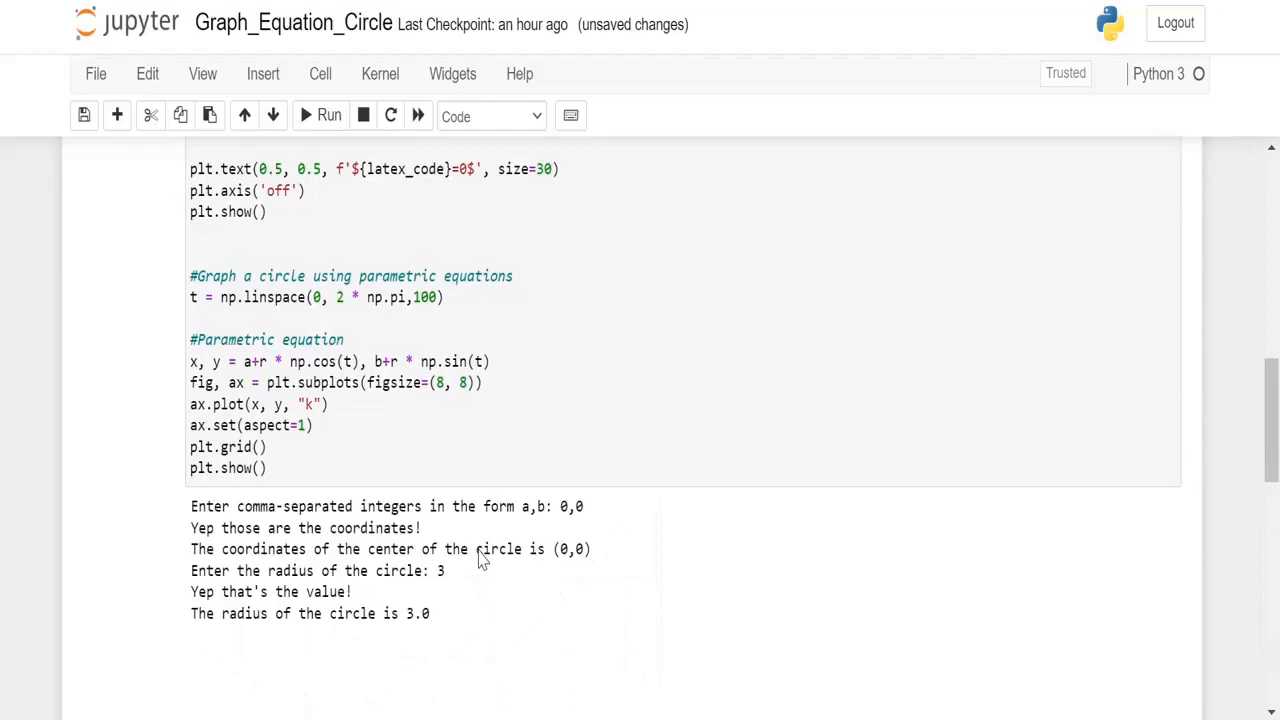 jupyter Graph_Equation_Circle Last Checkpoint: an hour ago (unsaved changes) Logout
File Edit View Insert Cell Kernel Widgets Help Trusted Python 3
Run Code
plt.text(0.5, 0.5, f'${latex_code}=0$', size=30)
plt.axis('off')
plt.show()
#Graph a circle using parametric equations
t = np.linspace(0, 2 * np.pi,100)
#Parametric equation
x, y = a+r * np.cos(t), b+r * np.sin(t)
fig, ax = plt.subplots(figsize=(8, 8))
ax.plot(x, y, "k")
ax.set(aspect=1)
plt.grid()
plt.show()
Enter comma-separated integers in the form a,b: 0,0
Yep those are the coordinates!
The coordinates of the center of the circle is (0,0)
Enter the radius of the circle: 3
Yep that's the value!
The radius of the circle is 3.0